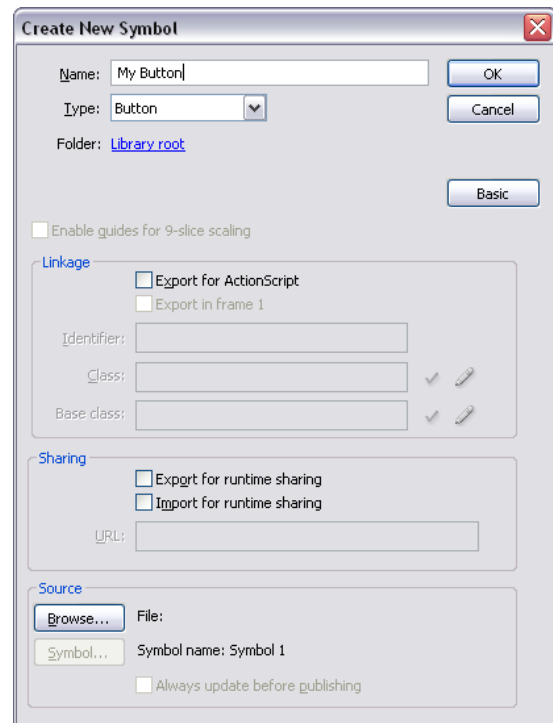 Create New Symbol
Name: My Button
OK
Type: Button
Cancel
Folder: Library root
Basic
Enable guides for 9-slice scaling
Linkage
Export for ActionScript
Export in frame 1
Identifier:
Class:
Base class:
Sharing
Export for runtime sharing
Import for runtime sharing
URL:
Source
Browse... File:
Symbol... Symbol name: Symbol 1
Always update before publishing